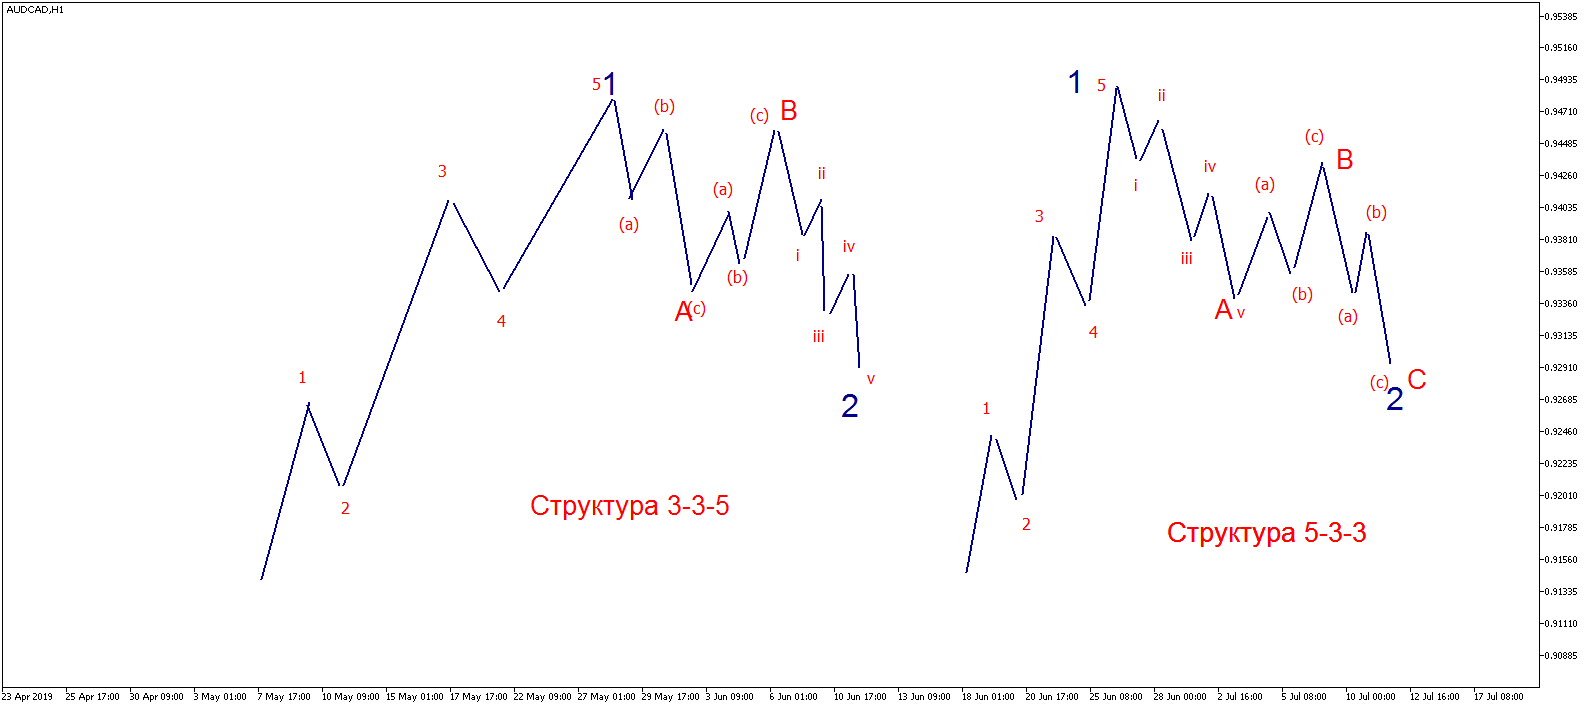 AUDCAD,H1
1
2
3
4
5
1
(a)
(b)
A
(c)
(a)
(b)
(c)
B
i
ii
iii
iv
v
2
Структура 3-3-5
1
2
3
4
1
5
i
ii
iii
iv
A
v
(a)
(b)
(c)
B
(a)
(b)
(c)
C
2
Структура 5-3-3
0.95385
0.95160
0.94935
0.94710
0.94485
0.94260
0.94035
0.93810
0.93585
0.93360
0.93135
0.92910
0.92685
0.92460
0.92235
0.92010
0.91785
0.91560
0.91335
0.91110
0.90885
23 Apr 2019
25 Apr 17:00
30 Apr 09:00
3 May 01:00
7 May 17:00
10 May 09:00
15 May 01:00
17 May 17:00
22 May 09:00
27 May 01:00
29 May 17:00
3 Jun 09:00
6 Jun 01:00
10 Jun 17:00
13 Jun 09:00
18 Jun 01:00
20 Jun 17:00
25 Jun 08:00
28 Jun 00:00
2 Jul 16:00
5 Jul 08:00
10 Jul 00:00
12 Jul 16:00
17 Jul 08:00